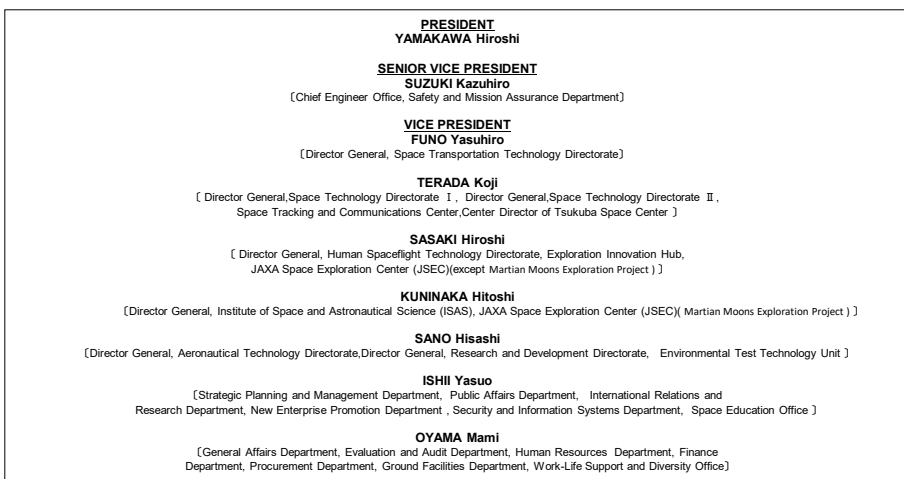 PRESIDENT
YAMAKAWA Hiroshi
SENIOR VICE PRESIDENT
SUZUKI Kazuhiro
〔Chief Engineer Office, Safety and Mission Assurance Department〕
VICE PRESIDENT
FUNO Yasuhiro
〔Director General, Space Transportation Technology Directorate〕
TERADA Koji
〔 Director General,Space Technology Directorate Ⅰ, Director General,Space Technology Directorate Ⅱ,
Space Tracking and Communications Center,Center Director of Tsukuba Space Center 〕
SASAKI Hiroshi
〔 Director General, Human Spaceflight Technology Directorate, Exploration Innovation Hub,
JAXA Space Exploration Center (JSEC)(except Martian Moons Exploration Project ) 〕
KUNINAKA Hitoshi
〔Director General, Institute of Space and Astronautical Science (ISAS), JAXA Space Exploration Center (JSEC)( Martian Moons Exploration Project ) 〕
SANO Hisashi
〔Director General, Aeronautical Technology Directorate,Director General, Research and Development Directorate, Environmental Test Technology Unit 〕
ISHII Yasuo
〔Strategic Planning and Management Department, Public Affairs Department, International Relations and
Research Department, New Enterprise Promotion Department , Security and Information Systems Department, Space Education Office 〕
OYAMA Mami
〔General Affairs Department, Evaluation and Audit Department, Human Resources Department, Finance
Department, Procurement Department, Ground Facilities Department, Work-Life Support and Diversity Office〕